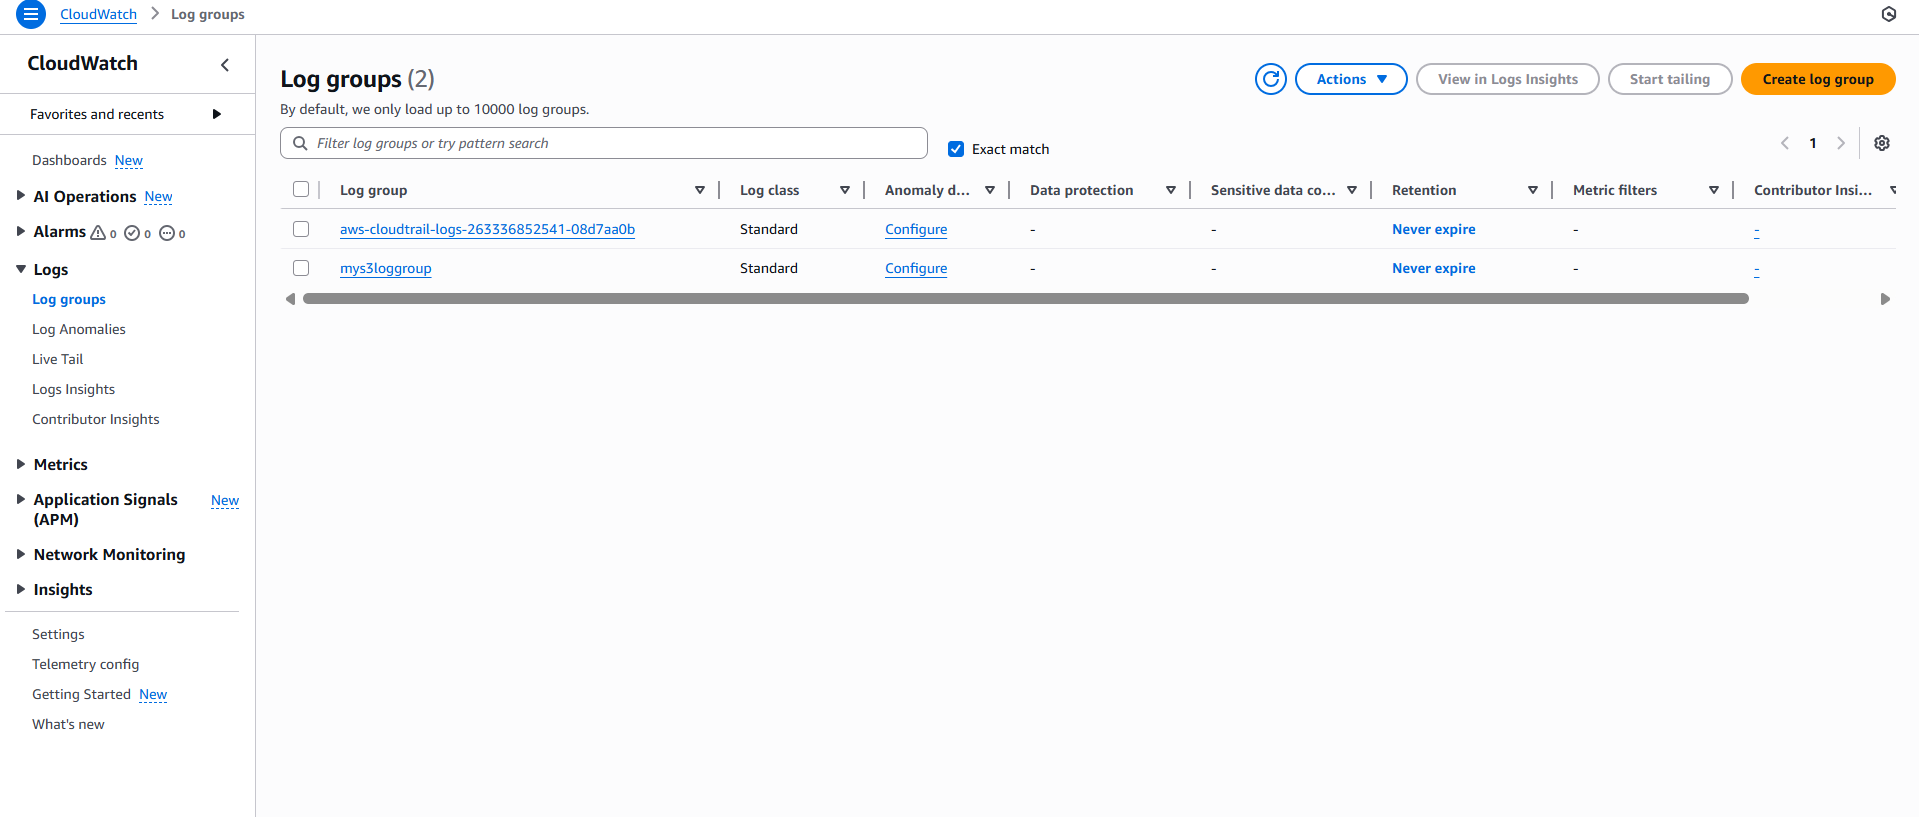 CloudWatch > Log groups
CloudWatch
Favorites and recents
Dashboards New
AI Operations New
Alarms 0 0 0
Logs
Log groups
Log Anomalies
Live Tail
Logs Insights
Contributor Insights
Metrics
Application Signals New
(APM)
Network Monitoring
Insights
Settings
Telemetry config
Getting Started New
What's new
Log groups (2)
Actions View in Logs Insights Start tailing Create log group
By default, we only load up to 10000 log groups.
Filter log groups or try pattern search Exact match 1
Log group Log class Anomaly d... Data protection Sensitive data co... Retention Metric filters Contributor Insi...
aws-cloudtrail-logs-263336852541-08d7aa0b Standard Configure - - Never expire - -
mys3loggroup Standard Configure - - Never expire - -